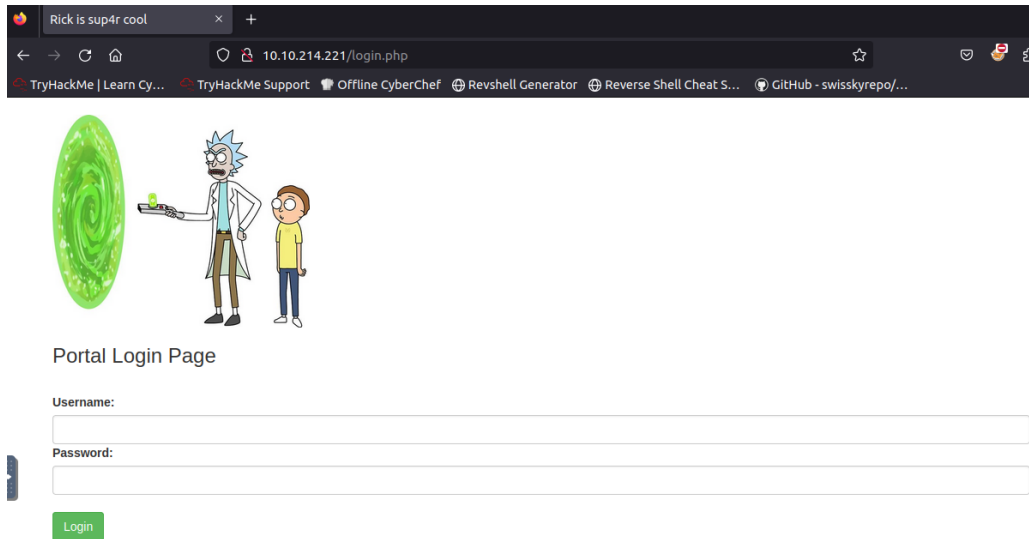 Rick is sup4r cool
10.10.214.221/login.php
TryHackMe | Learn Cy... TryHackMe Support Offline CyberChef Revshell Generator Reverse Shell Cheat S... GitHub - swisskyrepo/...
Portal Login Page
Username:
Password:
Login